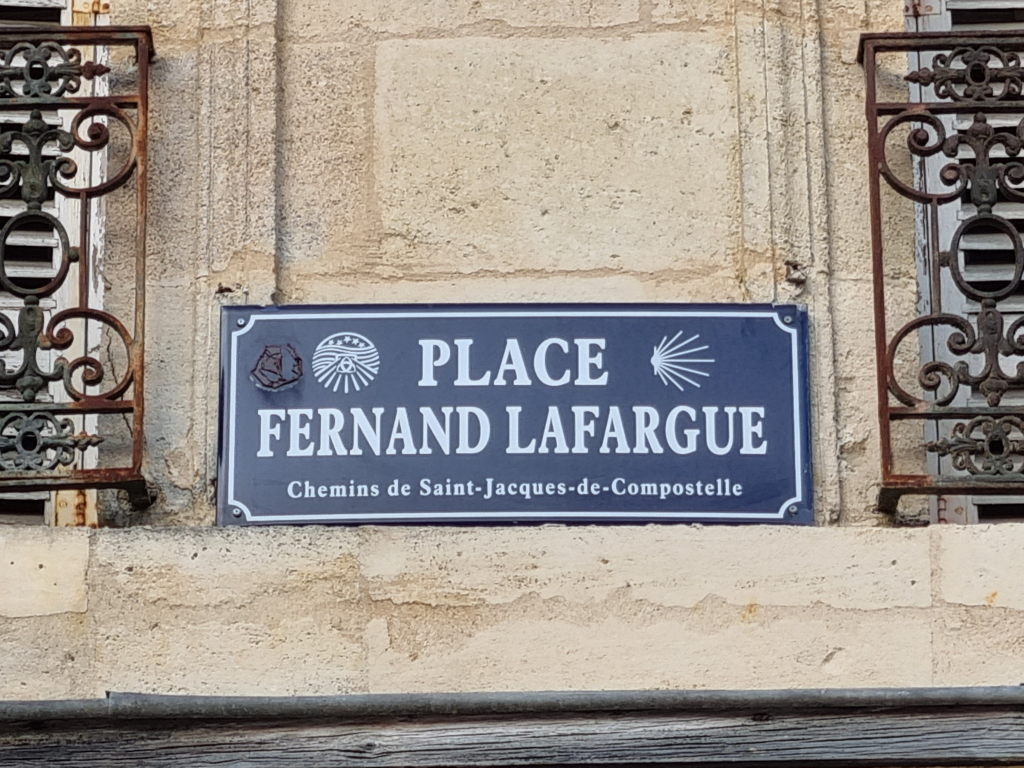 PLACE
FERNAND LAFARGUE
Chemins de Saint-Jacques-de-Compostelle